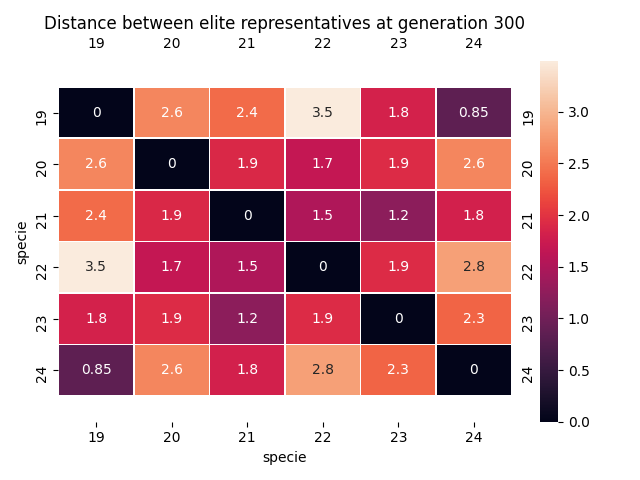 Distance between elite representatives at generation 300
19 20 21 22 23 24
19 0 2.6 2.4 3.5 1.8 0.85 19
20 2.6 0 1.9 1.7 1.9 2.6 20
21 2.4 1.9 0 1.5 1.2 1.8 21
22 3.5 1.7 1.5 0 1.9 2.8 22
23 1.8 1.9 1.2 1.9 0 2.3 23
24 0.85 2.6 1.8 2.8 2.3 0 24
19 20 21 22 23 24
specie
specie
3.0
2.5
2.0
1.5
1.0
0.5
0.0